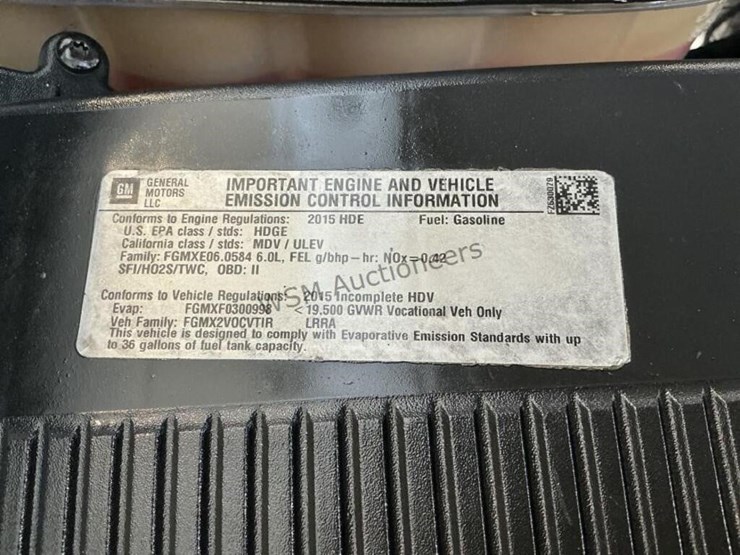 GM GENERAL MOTORS LLC
IMPORTANT ENGINE AND VEHICLE
EMISSION CONTROL INFORMATION
FZ630079
Conforms to Engine Regulations: 2015 HDE Fuel: Gasoline
U.S. EPA class / stds: HDGE
California class / stds: MDV / ULEV
Family: FGMXE06.0584 6.0L, FEL g/bhp-hr: NOx=0.42
SFI/HO2S/TWC, OBD: II
WSM Auctioneers
Conforms to Vehicle Regulations: 2015 Incomplete HDV
Evap: FGMXF0300998 <19,500 GVWR Vocational Veh Only
Veh Family: FGMX2VOCVTIR LRRA
This vehicle is designed to comply with Evaporative Emission Standards with up
to 36 gallons of fuel tank capacity.